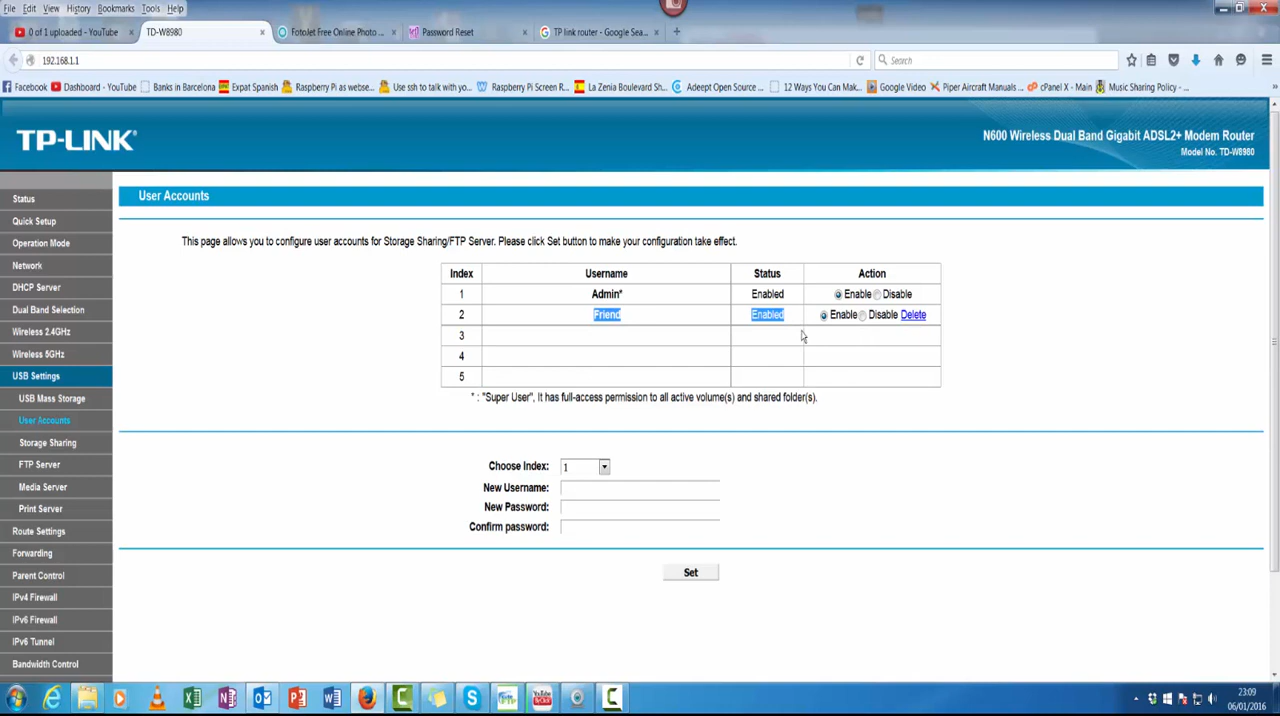 File Edit View History Bookmarks Tools Help
0 of 1 uploaded - YouTube × TD-W8980 × FotoJet Free Online Photo ... × Password Reset × TP link router - Google Sea... × +
192.168.1.1 Search
Facebook Dashboard - YouTube Banks in Barcelona Expat Spanish Raspberry Pi as webse... Use ssh to talk with yo... Raspberry Pi Screen R... La Zenia Boulevard Sh... Adeept Open Source ... 12 Ways You Can Mak... Google Video Piper Aircraft Manuals ... cPanel X - Main Music Sharing Policy - ...
TP-LINK
N600 Wireless Dual Band Gigabit ADSL2+ Modem Router
Model No. TD-W8980
Status
Quick Setup
Operation Mode
Network
DHCP Server
Dual Band Selection
Wireless 2.4GHz
Wireless 5GHz
USB Settings
USB Mass Storage
User Accounts
Storage Sharing
FTP Server
Media Server
Print Server
Route Settings
Forwarding
Parent Control
IPv4 Firewall
IPv6 Firewall
IPv6 Tunnel
Bandwidth Control
User Accounts
This page allows you to configure user accounts for Storage Sharing/FTP Server. Please click Set button to make your configuration take effect.
Index Username Status Action
1 Admin* Enabled Enable Disable
2 Friend Enabled Enable Disable Delete
3
4
5
* : "Super User", It has full-access permission to all active volume(s) and shared folder(s).
Choose Index: 1
New Username:
New Password:
Confirm password:
Set
23:09
06/01/2016